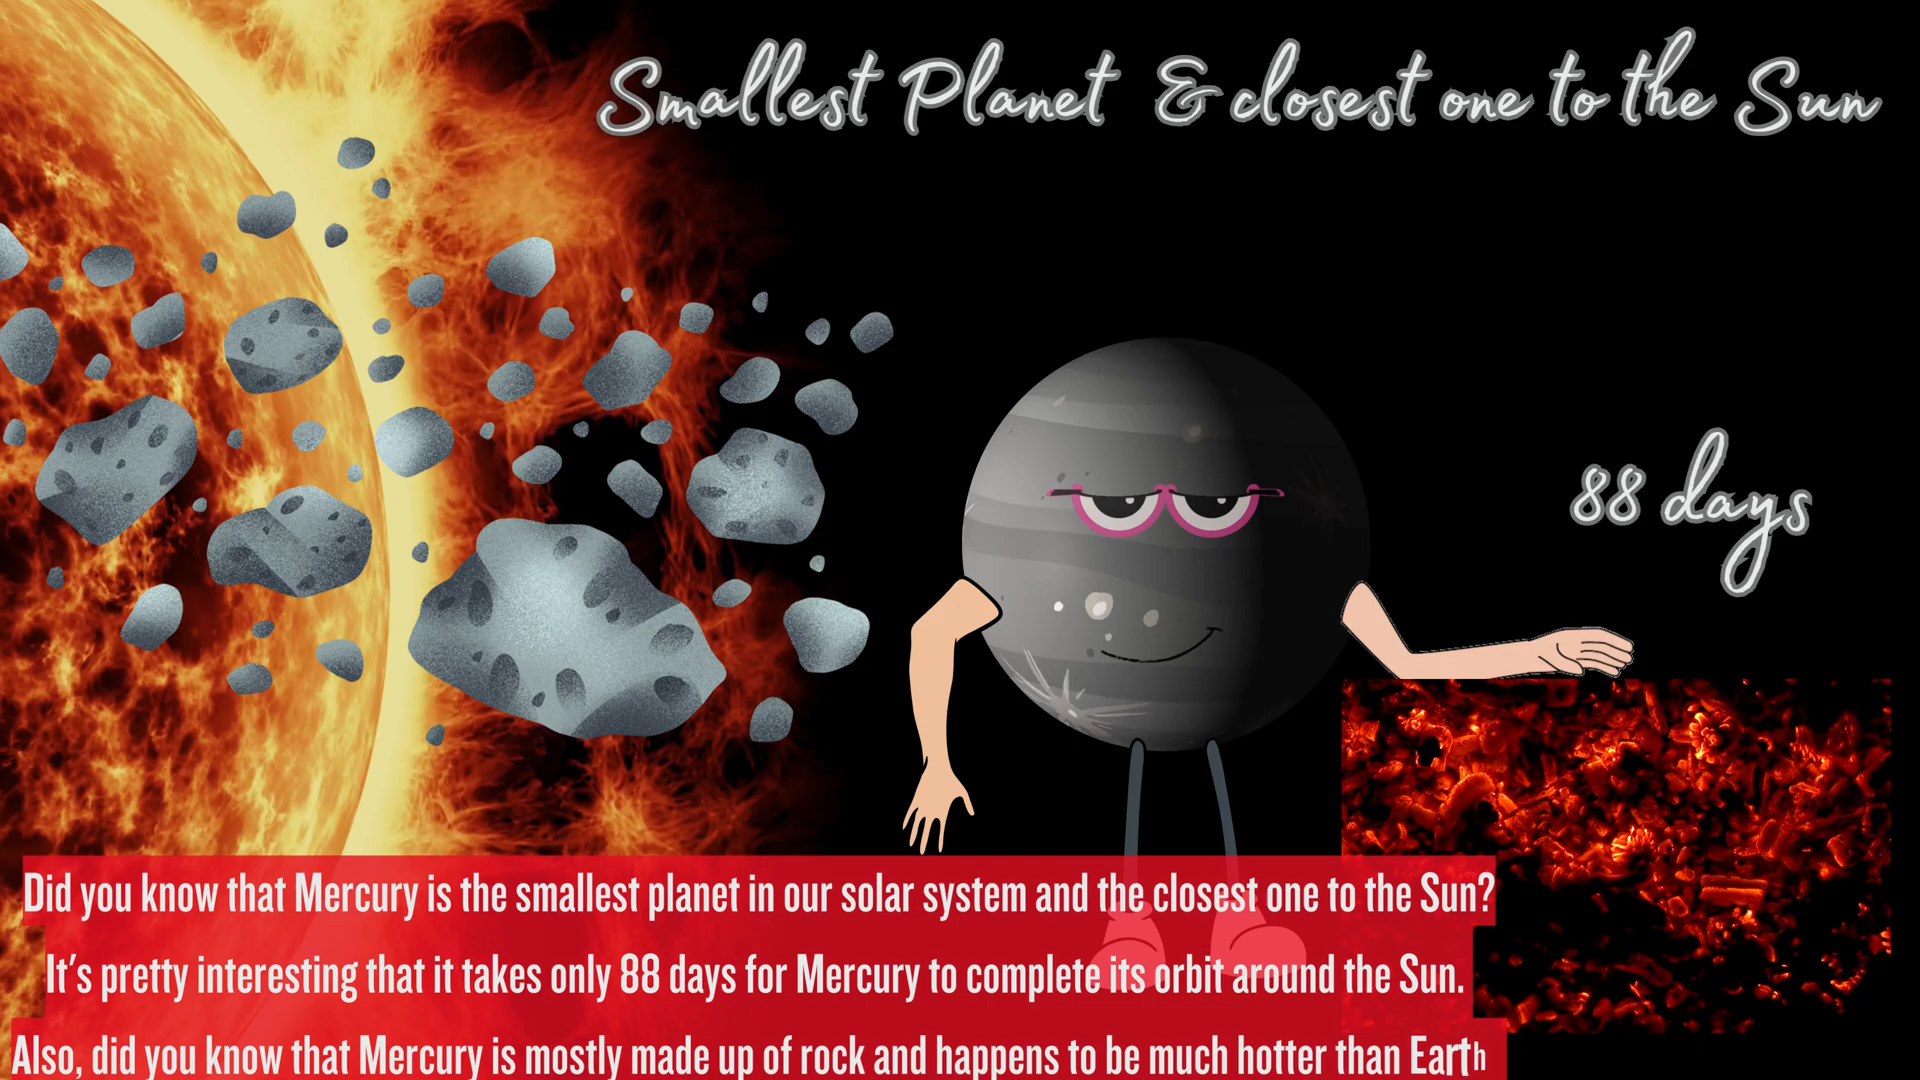 Smallest Planet & closest one to the Sun
88 days
Did you know that Mercury is the smallest planet in our solar system and the closest one to the Sun?
It's pretty interesting that it takes only 88 days for Mercury to complete its orbit around the Sun.
Also, did you know that Mercury is mostly made up of rock and happens to be much hotter than Earth